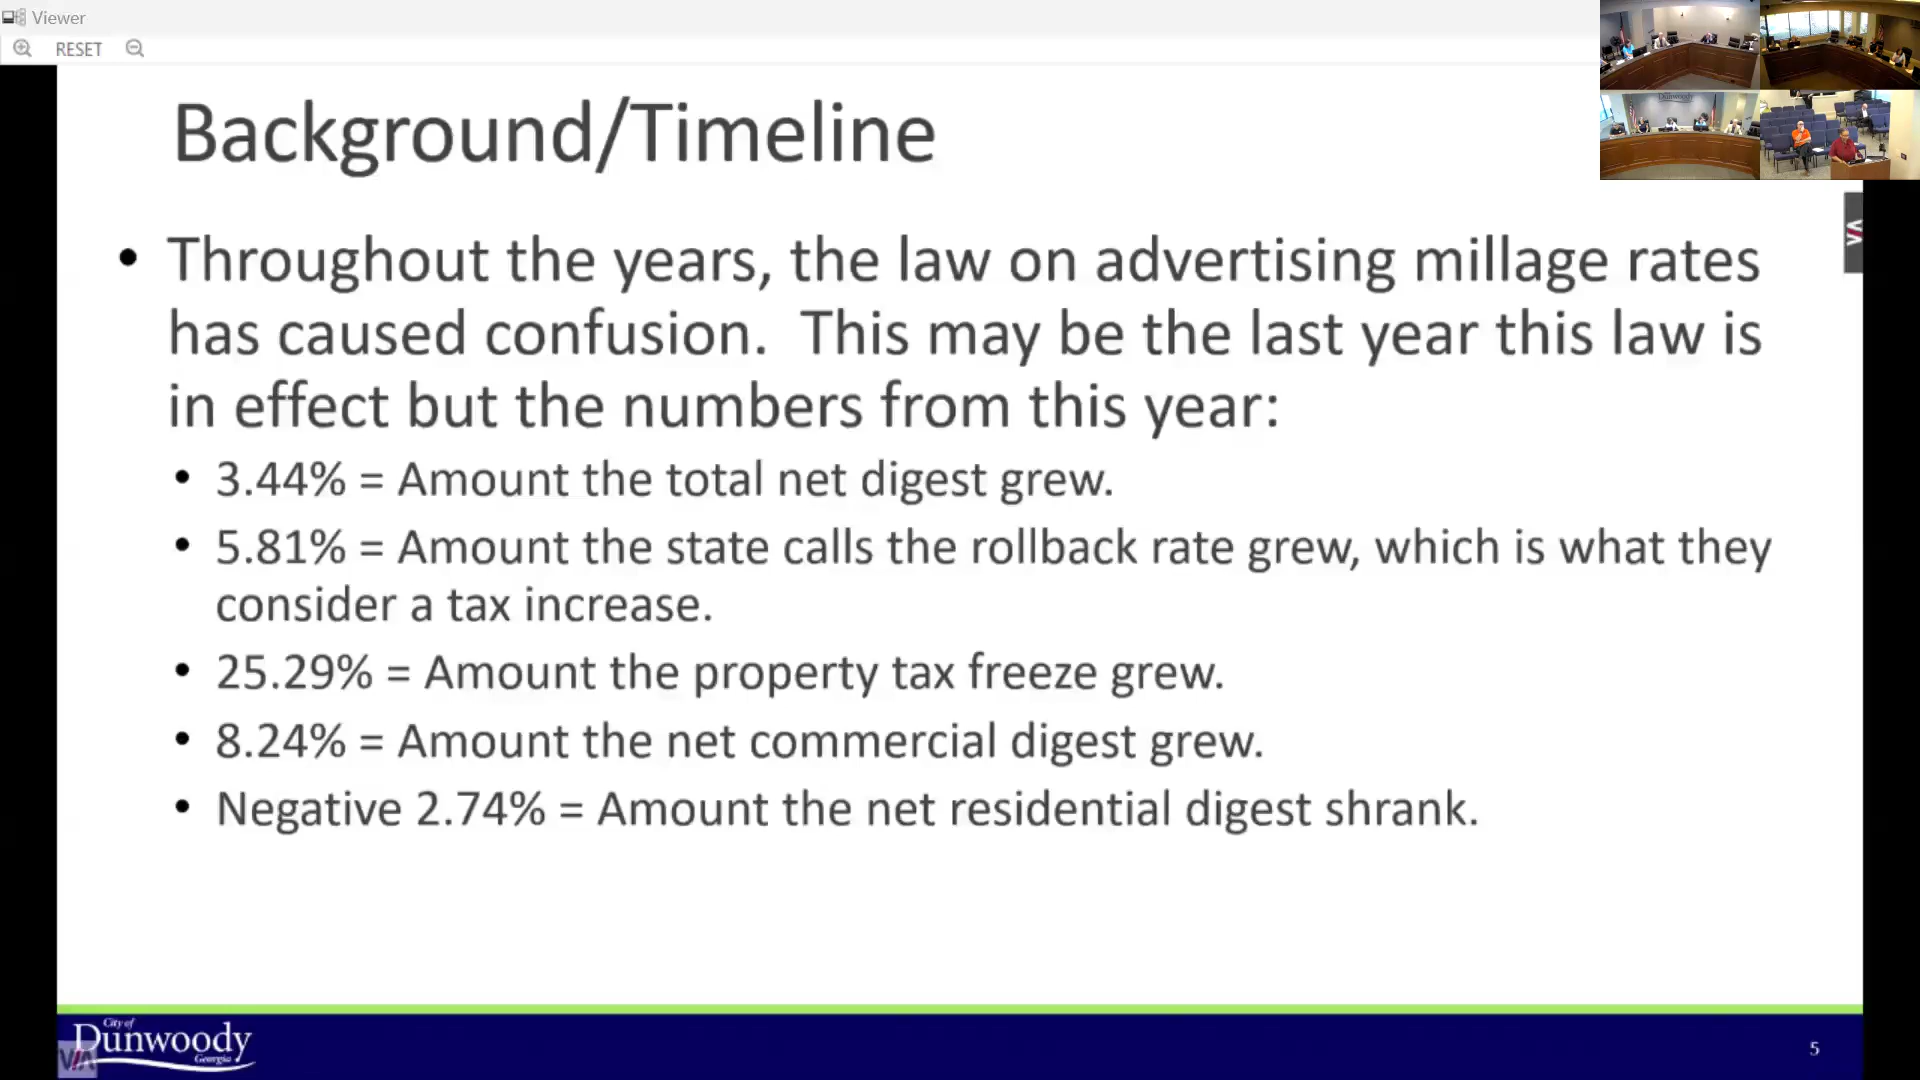 Viewer
RESET
Background/Timeline
• Throughout the years, the law on advertising millage rates
has caused confusion.  This may be the last year this law is
in effect but the numbers from this year:
• 3.44% = Amount the total net digest grew.
• 5.81% = Amount the state calls the rollback rate grew, which is what they
consider a tax increase.
• 25.29% = Amount the property tax freeze grew.
• 8.24% = Amount the net commercial digest grew.
• Negative 2.74% = Amount the net residential digest shrank.
City of
Dunwoody
Georgia
VIA
5
Dunwoody